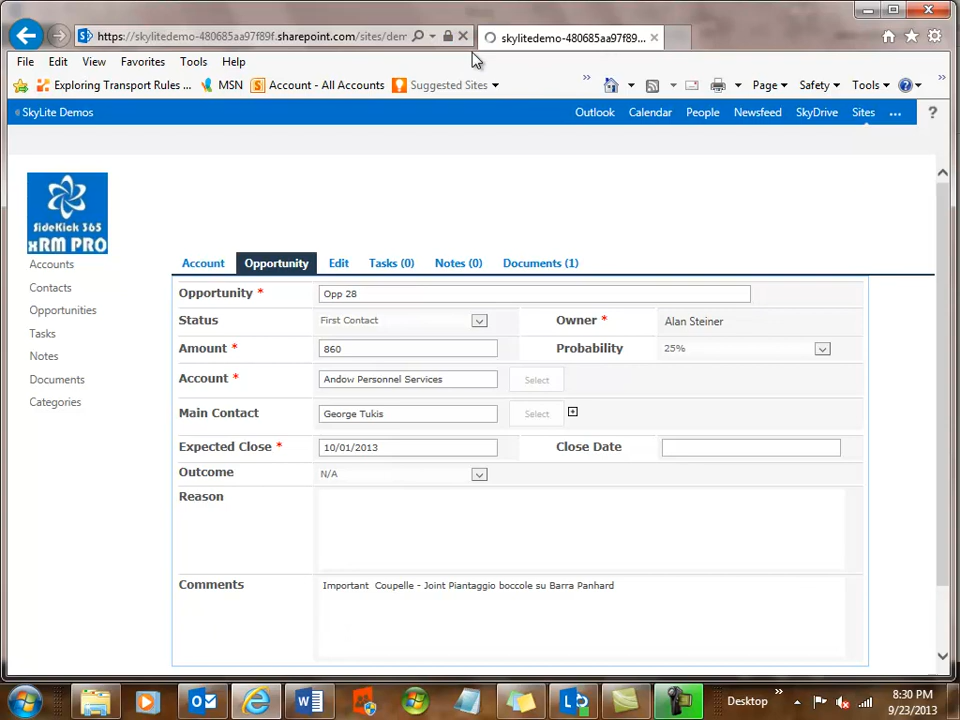 https://skylitedemo-480685aa97f89f.sharepoint.com/sites/dem
skylitedemo-480685aa97f89...
File Edit View Favorites Tools Help
Exploring Transport Rules ... MSN Account - All Accounts Suggested Sites Page Safety Tools
SkyLite Demos Outlook Calendar People Newsfeed SkyDrive Sites ... ?
SideKick 365
xRM PRO
Accounts
Contacts
Opportunities
Tasks
Notes
Documents
Categories
Account Opportunity Edit Tasks (0) Notes (0) Documents (1)
Opportunity * Opp 28
Status First Contact Owner * Alan Steiner
Amount * 860 Probability 25%
Account * Andow Personnel Services Select
Main Contact George Tukis Select
Expected Close * 10/01/2013 Close Date
Outcome N/A
Reason
Comments Important Coupelle - Joint Piantaggio boccole su Barra Panhard
Desktop 8:30 PM
9/23/2013